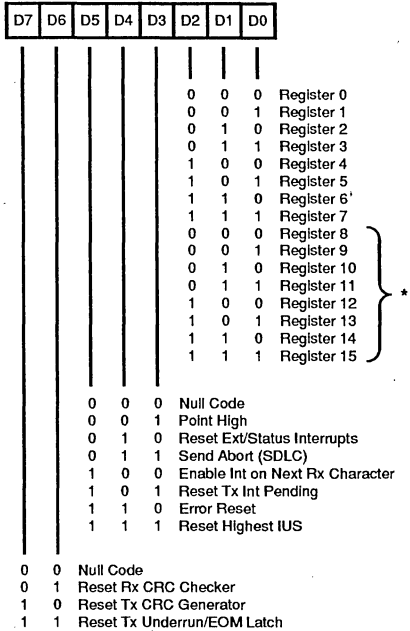 D7 D6 D5 D4 D3 D2 D1 D0
0 0 0 Register 0
0 0 1 Register 1
0 1 0 Register 2
0 1 1 Register 3
1 0 0 Register 4
1 0 1 Register 5
1 1 0 Register 6
1 1 1 Register 7
0 0 0 Register 8
0 0 1 Register 9
0 1 0 Register 10
0 1 1 Register 11 *
1 0 0 Register 12
1 0 1 Register 13
1 1 0 Register 14
1 1 1 Register 15
0 0 0 Null Code
0 0 1 Point High
0 1 0 Reset Ext/Status Interrupts
0 1 1 Send Abort (SDLC)
1 0 0 Enable Int on Next Rx Character
1 0 1 Reset Tx Int Pending
1 1 0 Error Reset
1 1 1 Reset Highest IUS
0 0 Null Code
0 1 Reset Rx CRC Checker
1 0 Reset Tx CRC Generator
1 1 Reset Tx Underrun/EOM Latch